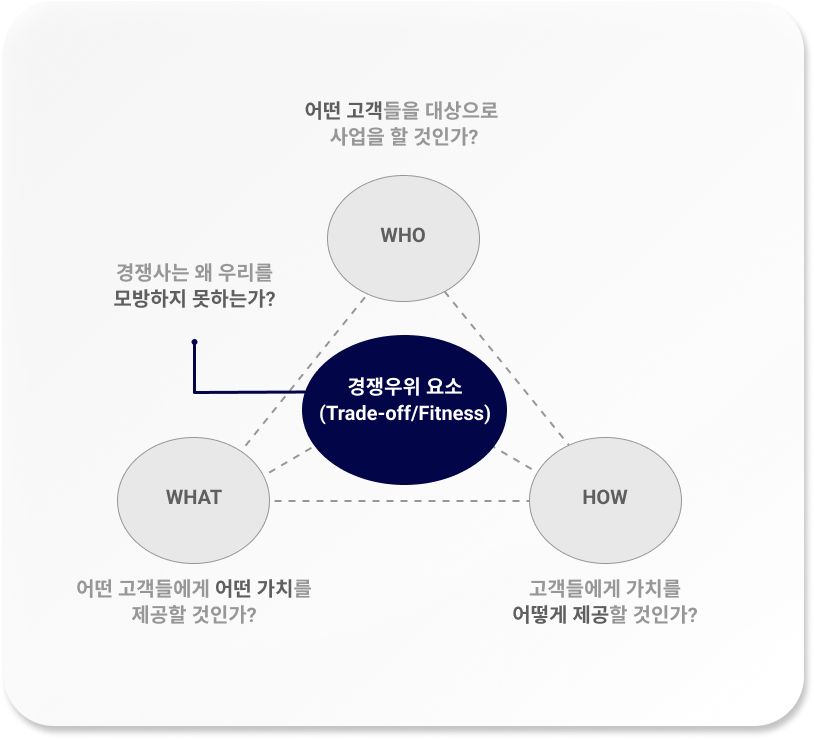 어떤 고객들을 대상으로
사업을 할 것인가?
WHO
경쟁사는 왜 우리를
모방하지 못하는가?
경쟁우위 요소
(Trade-off/Fitness)
WHAT
HOW
어떤 고객들에게 어떤 가치를
제공할 것인가?
고객들에게 가치를
어떻게 제공할 것인가?